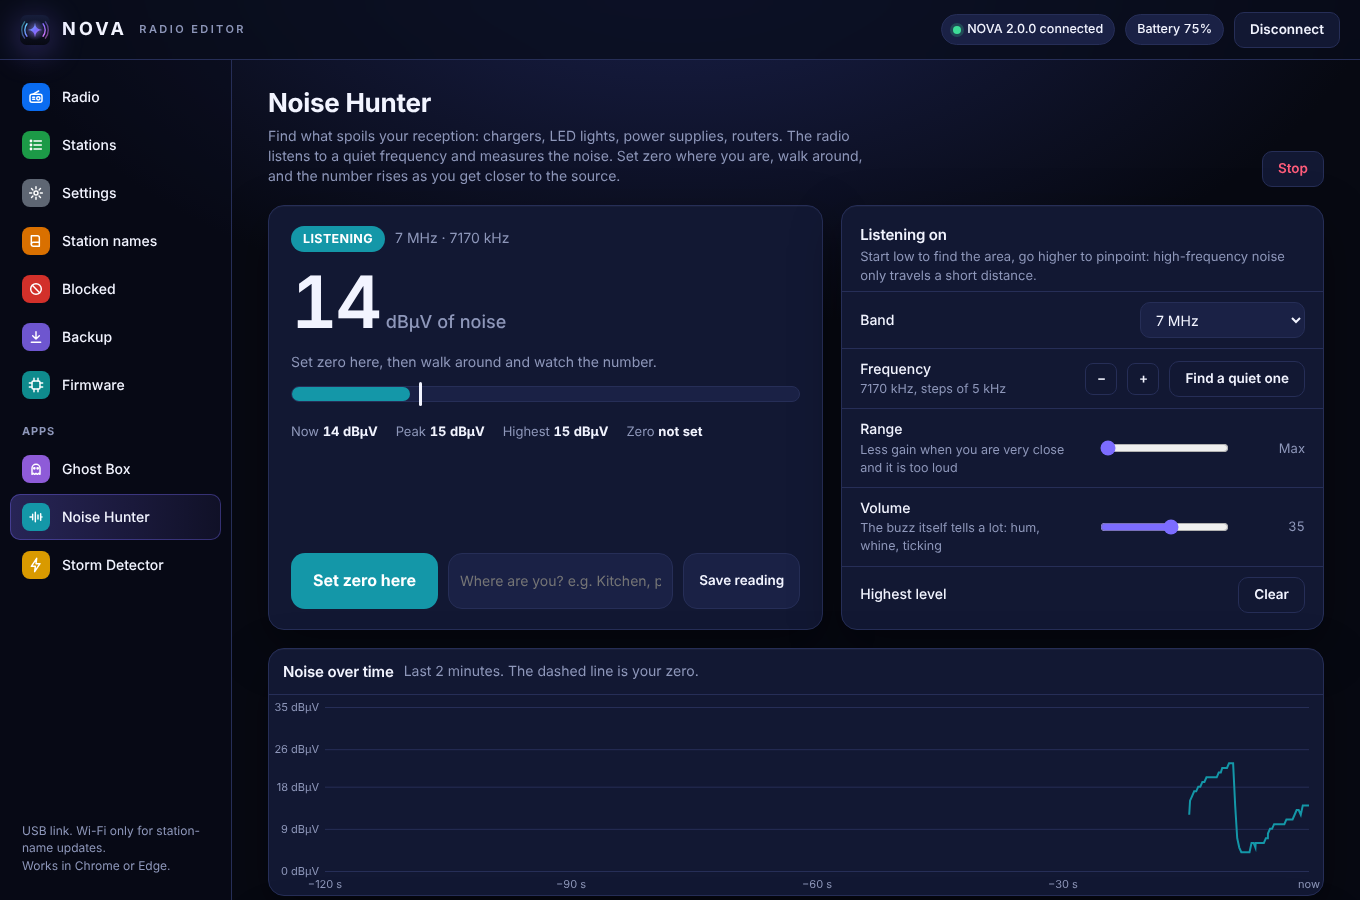 NOVA RADIO EDITOR
NOVA 2.0.0 connected
Battery 75%
Disconnect
Radio
Stations
Settings
Station names
Blocked
Backup
Firmware
APPS
Ghost Box
Noise Hunter
Storm Detector
USB link. Wi-Fi only for station-
name updates.
Works in Chrome or Edge.
Noise Hunter
Find what spoils your reception: chargers, LED lights, power supplies, routers. The radio
listens to a quiet frequency and measures the noise. Set zero where you are, walk around,
and the number rises as you get closer to the source.
Stop
LISTENING 7 MHz · 7170 kHz
14 dBµV of noise
Set zero here, then walk around and watch the number.
Now 14 dBµV Peak 15 dBµV Highest 15 dBµV Zero not set
Set zero here
Where are you? e.g. Kitchen, p
Save reading
Listening on
Start low to find the area, go higher to pinpoint: high-frequency noise
only travels a short distance.
Band
7 MHz
Frequency
7170 kHz, steps of 5 kHz
−
+
Find a quiet one
Range
Less gain when you are very close
and it is too loud
Max
Volume
The buzz itself tells a lot: hum,
whine, ticking
35
Highest level
Clear
Noise over time Last 2 minutes. The dashed line is your zero.
35 dBµV
26 dBµV
18 dBµV
9 dBµV
0 dBµV
−120 s
−90 s
−60 s
−30 s
now